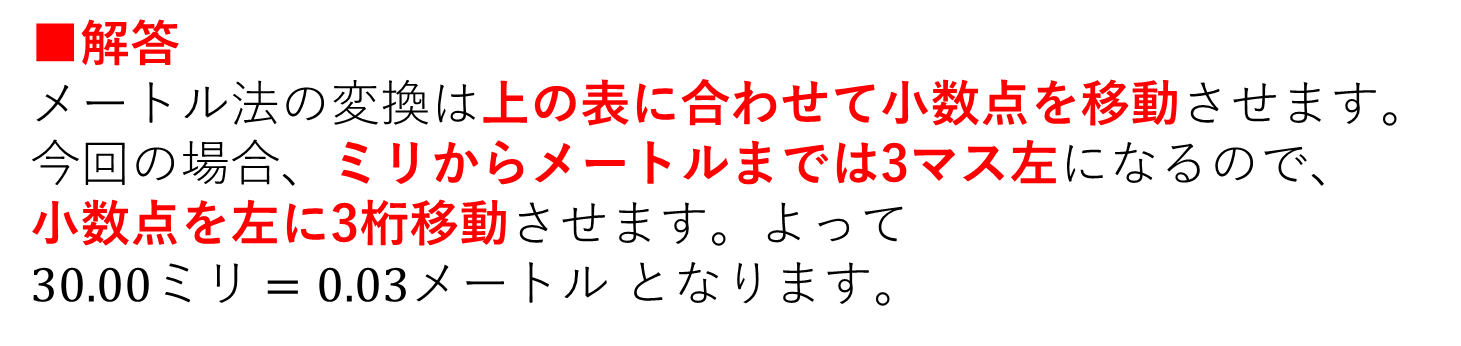 ■解答
メートル法の変換は上の表に合わせて小数点を移動させます。
今回の場合、ミリからメートルまでは3マス左になるので、
小数点を左に3桁移動させます。よって
30.00ミリ = 0.03メートル となります。